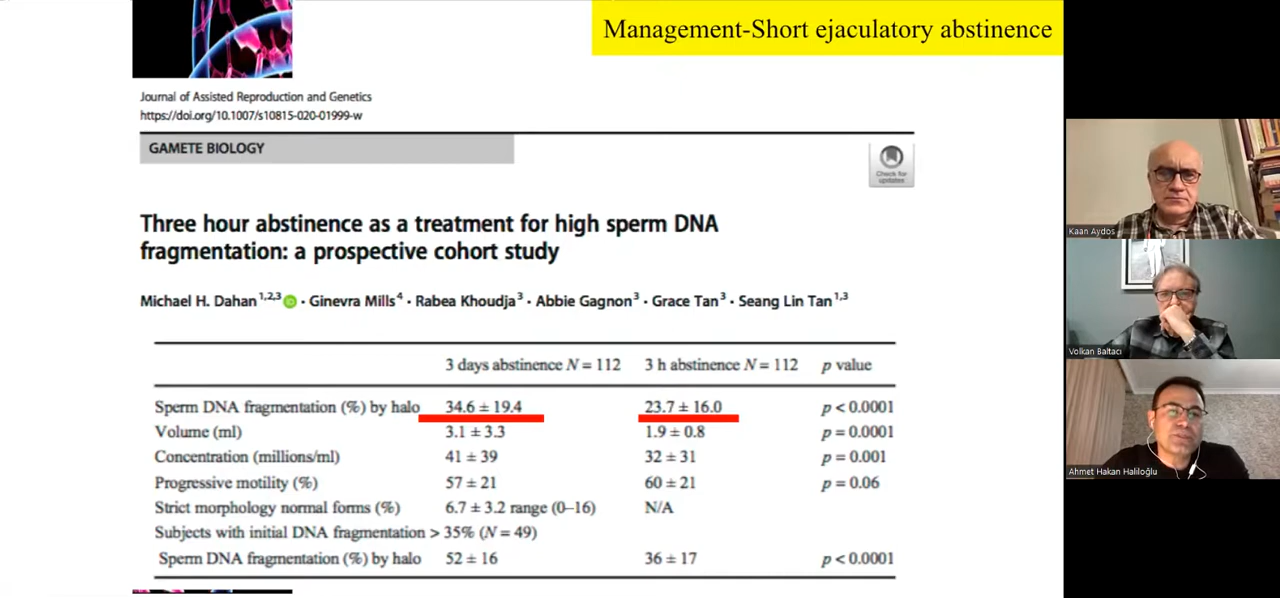 Management-Short ejaculatory abstinence
Journal of Assisted Reproduction and Genetics
https://doi.org/10.1007/s10815-020-01999-w
GAMETE BIOLOGY
Check for
updates
Three hour abstinence as a treatment for high sperm DNA
fragmentation: a prospective cohort study
Michael H. Dahan 1,2,3 · Ginevra Mills 4 · Rabea Khoudja 3 · Abbie Gagnon 3 · Grace Tan 3 · Seang Lin Tan 1,3
3 days abstinence N = 112 3 h abstinence N = 112 p value
Sperm DNA fragmentation (%) by halo 34.6 ± 19.4 23.7 ± 16.0 p < 0.0001
Volume (ml) 3.1 ± 3.3 1.9 ± 0.8 p = 0.0001
Concentration (millions/ml) 41 ± 39 32 ± 31 p = 0.001
Progressive motility (%) 57 ± 21 60 ± 21 p = 0.06
Strict morphology normal forms (%) 6.7 ± 3.2 range (0–16) N/A
Subjects with initial DNA fragmentation > 35% (N = 49)
Sperm DNA fragmentation (%) by halo 52 ± 16 36 ± 17 p < 0.0001
Kaan Aydos
Volkan Baltacı
Ahmet Hakan Haliloğlu